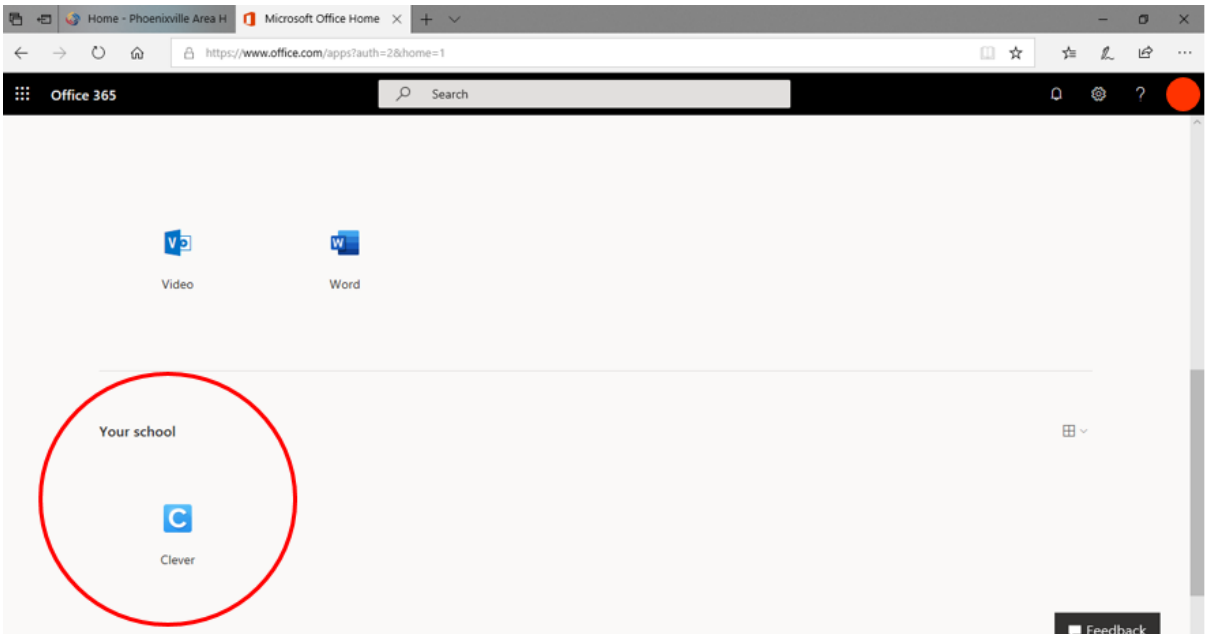 Home - Phoenixville Area H
Microsoft Office Home
https://www.office.com/apps?auth=2&home=1
Office 365
Search
?
Video
Word
Your school
C
Clever
Feedback